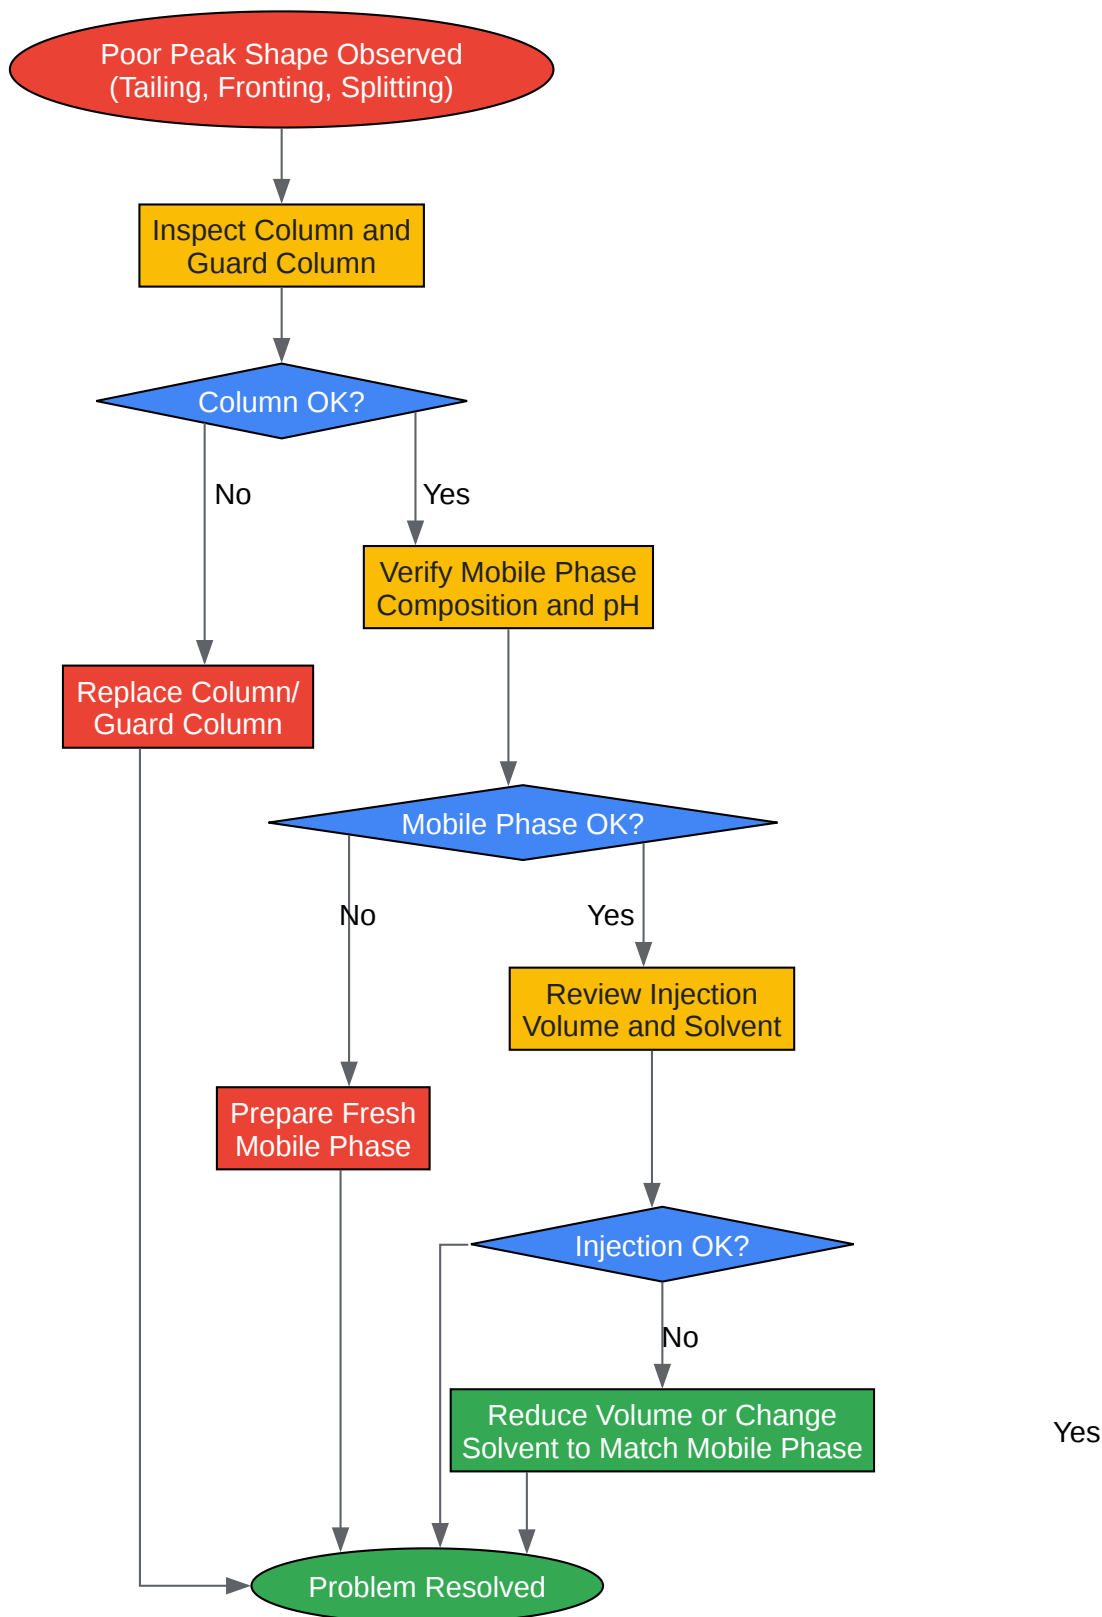 Poor Peak Shape Observed
(Tailing, Fronting, Splitting)
Inspect Column and
Guard Column
Column OK?
No
Yes
Verify Mobile Phase
Composition and pH
Replace Column/
Guard Column
Mobile Phase OK?
No
Yes
Review Injection
Volume and Solvent
Prepare Fresh
Mobile Phase
Injection OK?
No
Reduce Volume or Change
Solvent to Match Mobile Phase
Yes
Problem Resolved